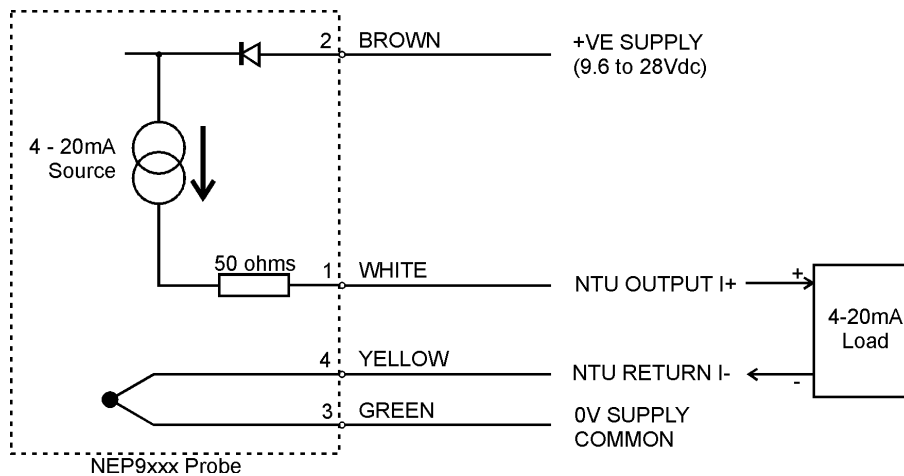 2 BROWN +VE SUPPLY
(9.6 to 28Vdc)
4 - 20mA
Source
50 ohms 1 WHITE NTU OUTPUT I+ +
4-20mA
Load
4 YELLOW NTU RETURN I- -
3 GREEN 0V SUPPLY
COMMON
NEP9xxx Probe